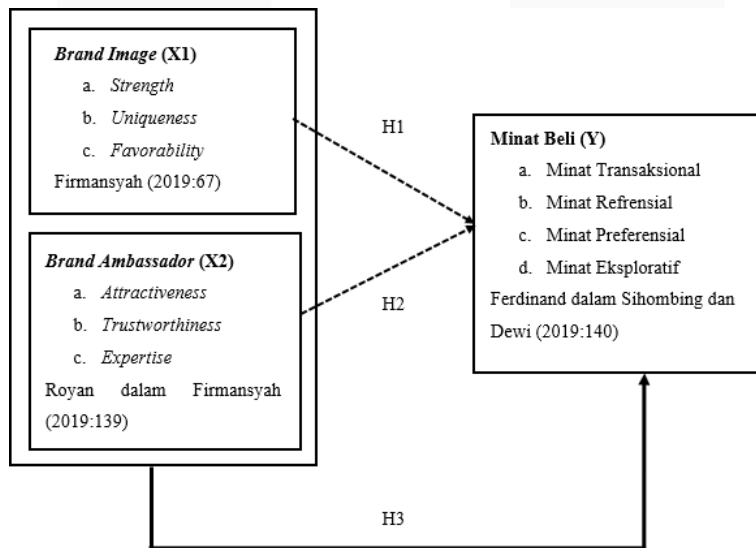 Brand Image (X1)
a. Strength
b. Uniqueness
c. Favorability
Firmansyah (2019:67)
H1
Brand Ambassador (X2)
a. Attractiveness
b. Trustworthiness
c. Expertise
Royan dalam Firmansyah
(2019:139)
H2
Minat Beli (Y)
a. Minat Transaksional
b. Minat Refrensial
c. Minat Preferensial
d. Minat Eksploratif
Ferdinand dalam Sihombing dan
Dewi (2019:140)
H3